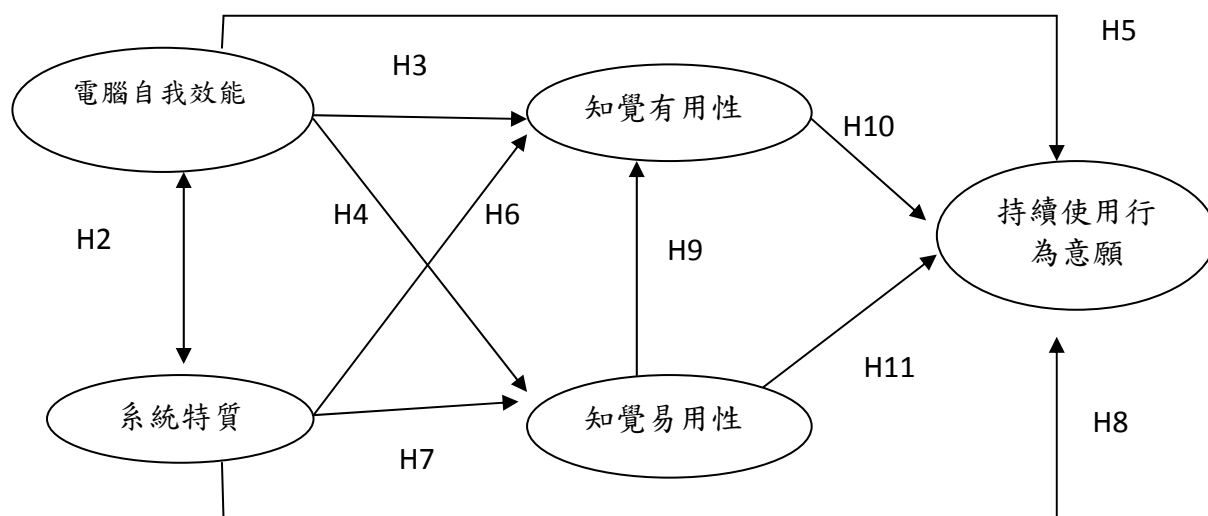 H5
H3
電腦自我效能
知覺有用性
H10
H4
H6
持續使用行
為意願
H2
H9
H11
系統特質
知覺易用性
H7
H8